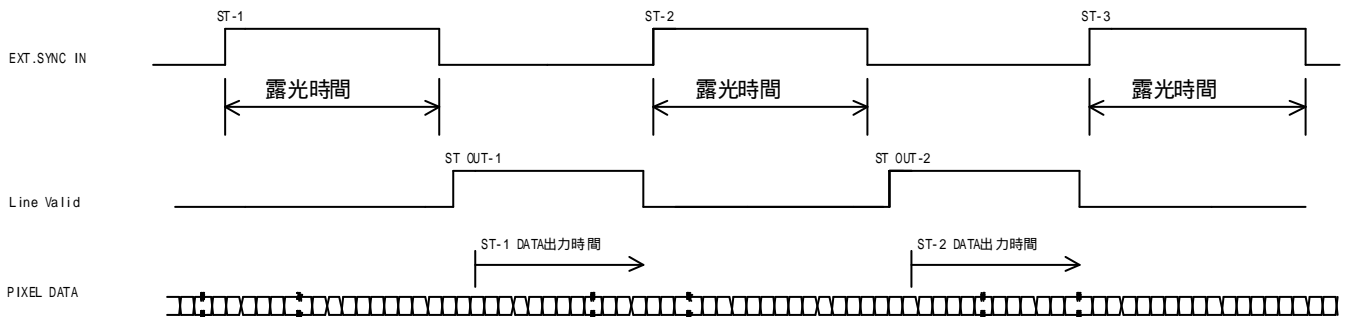 ST-1 ST-2 ST-3
EXT.SYNC IN
露光時間 露光時間 露光時間
ST OUT-1 ST OUT-2
Line Valid
ST-1 DATA出力時間 ST-2 DATA出力時間
PIXEL DATA